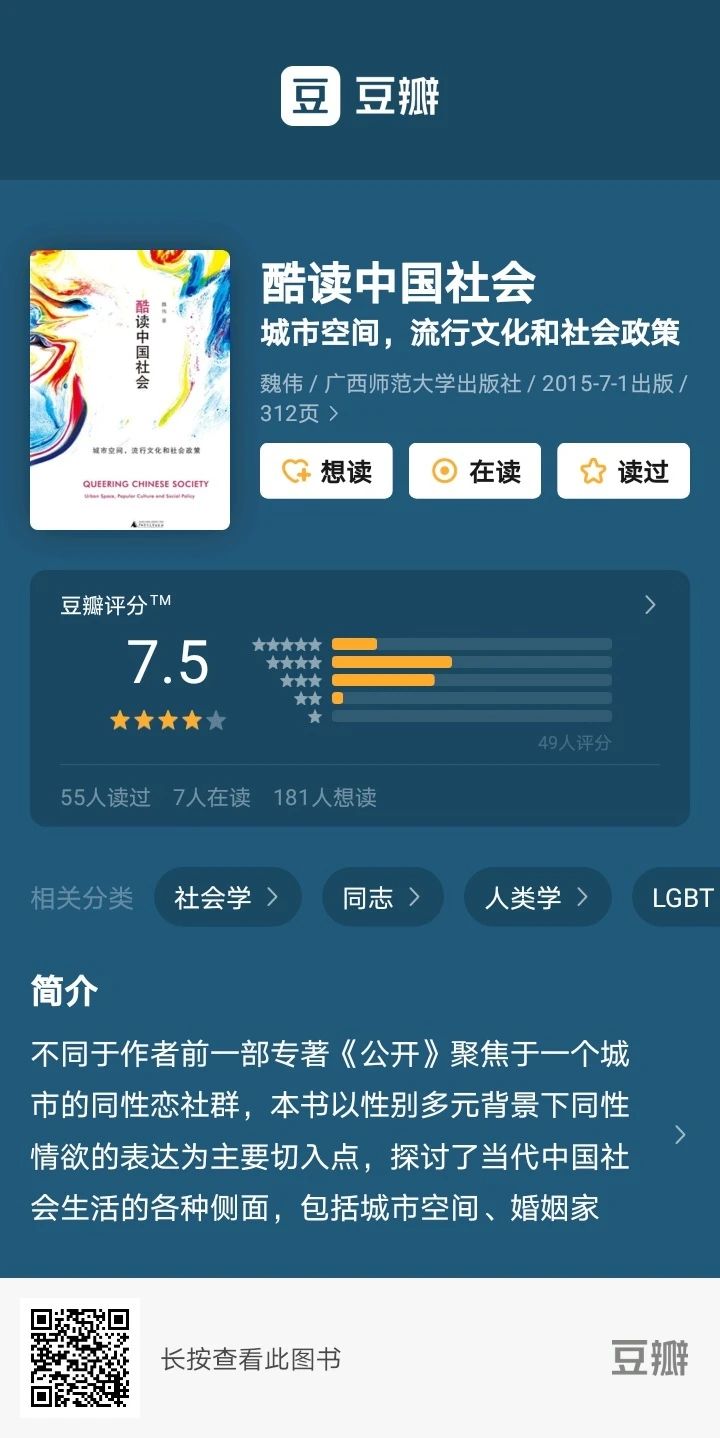 豆 豆瓣
酷读中国社会
魏伟 著
城市空间，流行文化和社会政策
QUEERING CHINESE SOCIETY
Urban Space, Popular Culture and Social Policy
酷读中国社会
城市空间，流行文化和社会政策
魏伟 / 广西师范大学出版社 / 2015-7-1出版 /
312页 >
想读 在读 读过
豆瓣评分™
7.5
49人评分
55人读过 7人在读 181人想读
相关分类 社会学 > 同志 > 人类学 > LGBT
简介
不同于作者前一部专著《公开》聚焦于一个城
市的同性恋社群，本书以性别多元背景下同性
情欲的表达为主要切入点，探讨了当代中国社
会生活的各种侧面，包括城市空间、婚姻家
长按查看此图书
豆瓣